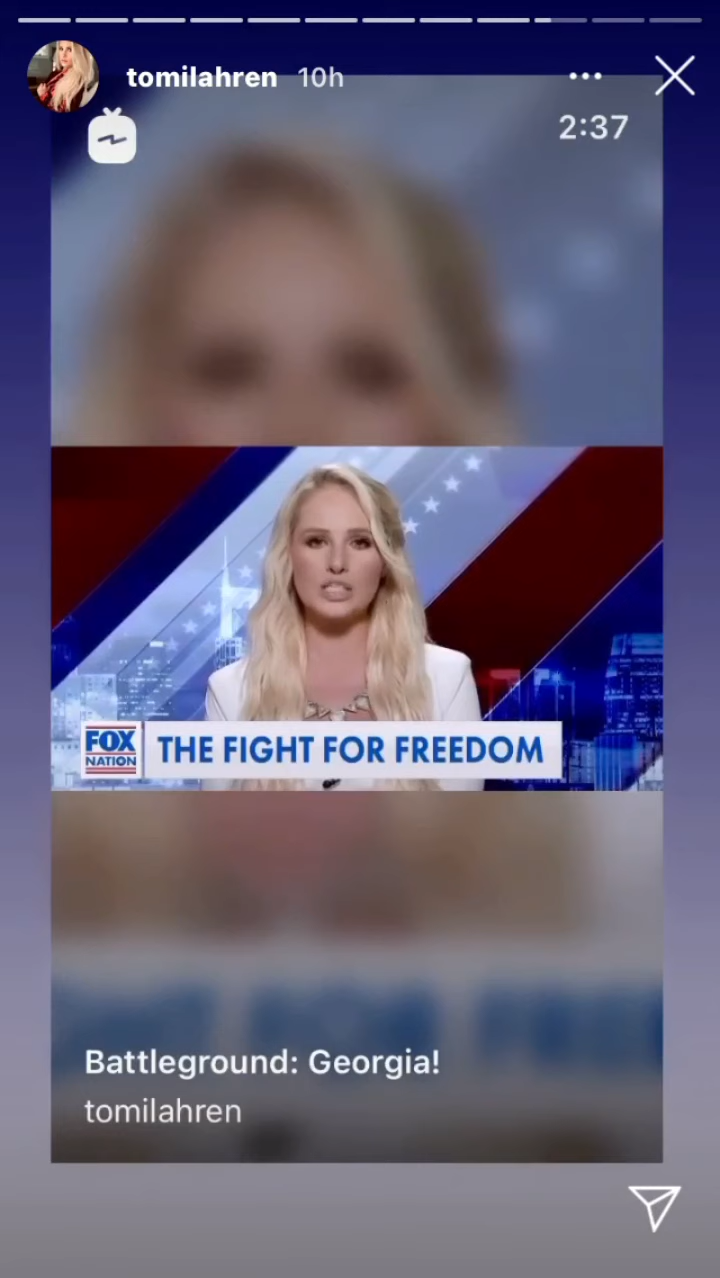 tomilahren 10h
2:37
FOX
NATION
THE FIGHT FOR FREEDOM
Battleground: Georgia!
tomilahren